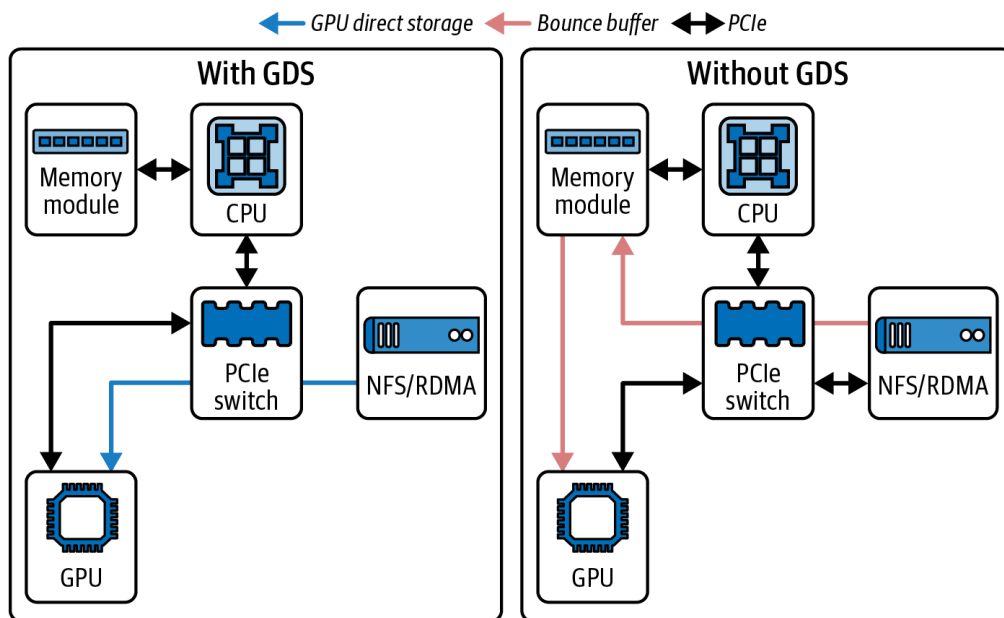 GPU direct storage
Bounce buffer
PCIe
With GDS
Memory
module
CPU
PCIe
switch
NFS/RDMA
GPU
Without GDS
Memory
module
CPU
PCIe
switch
NFS/RDMA
GPU